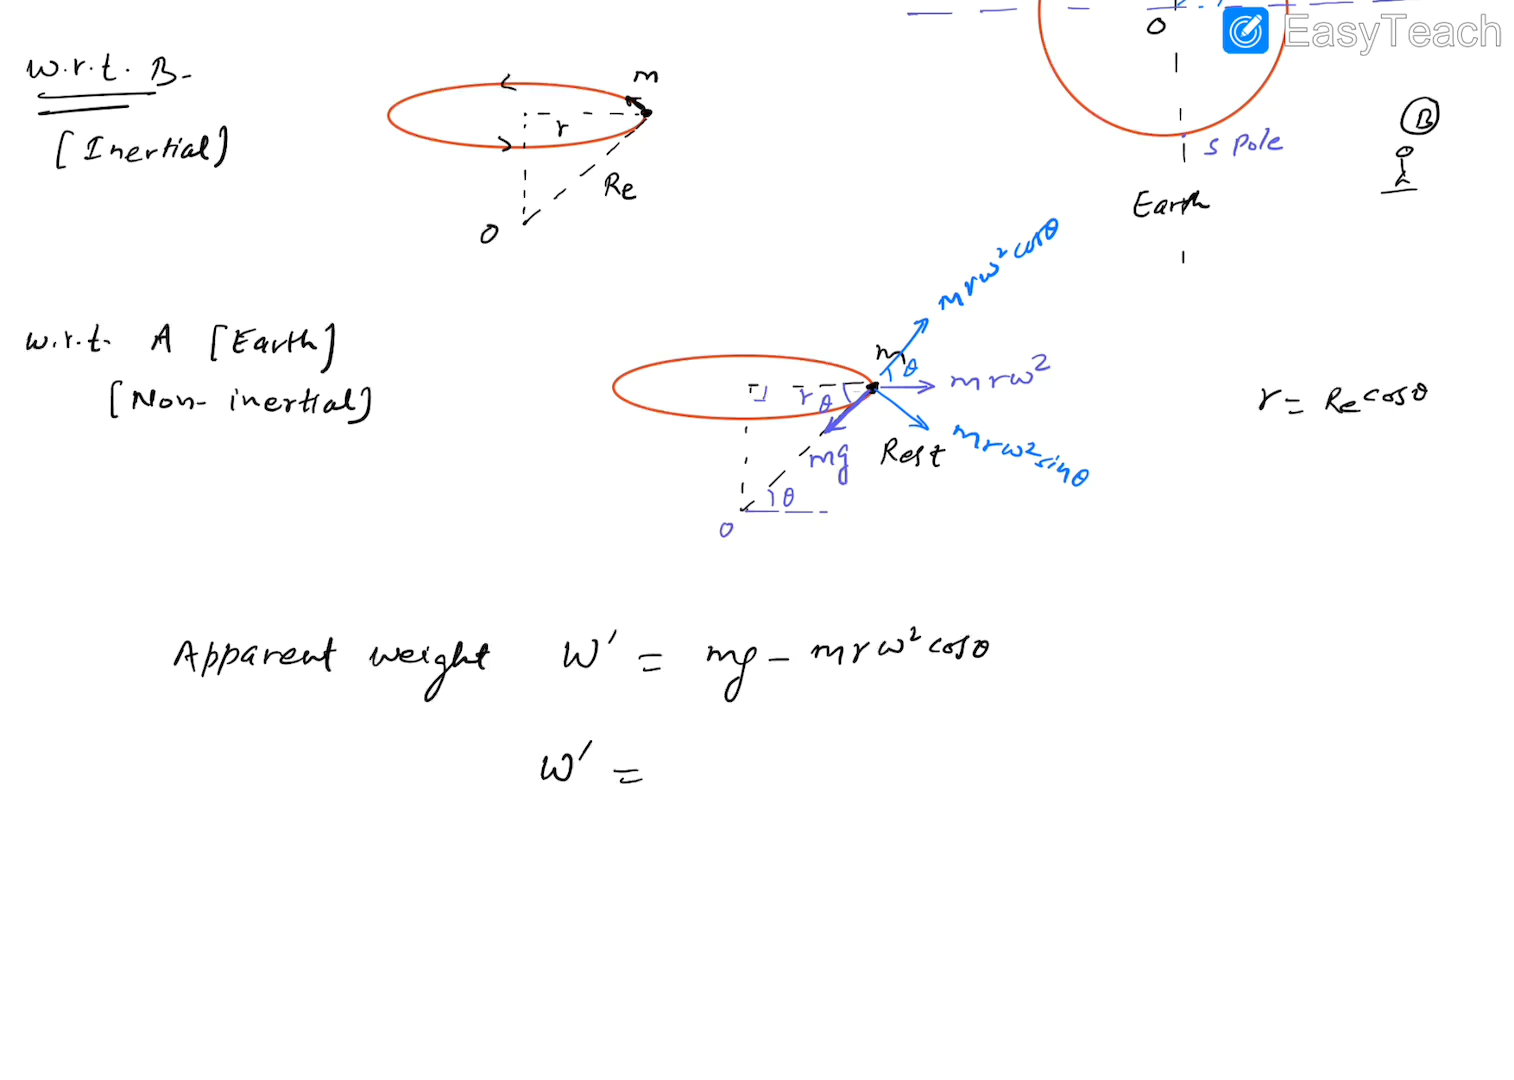 O
EasyTeach
w.r.t. B-
[Inertial]
m
r
Re
O
B
S Pole
Earth
mrω² cosθ
w.r.t. A [Earth]
[Non-inertial]
m
θ
mrω²
r θ
mg
Rest
mrω² sinθ
θ
O
r = Re cosθ
Apparent weight W' = mg - mrω² cosθ
W' =